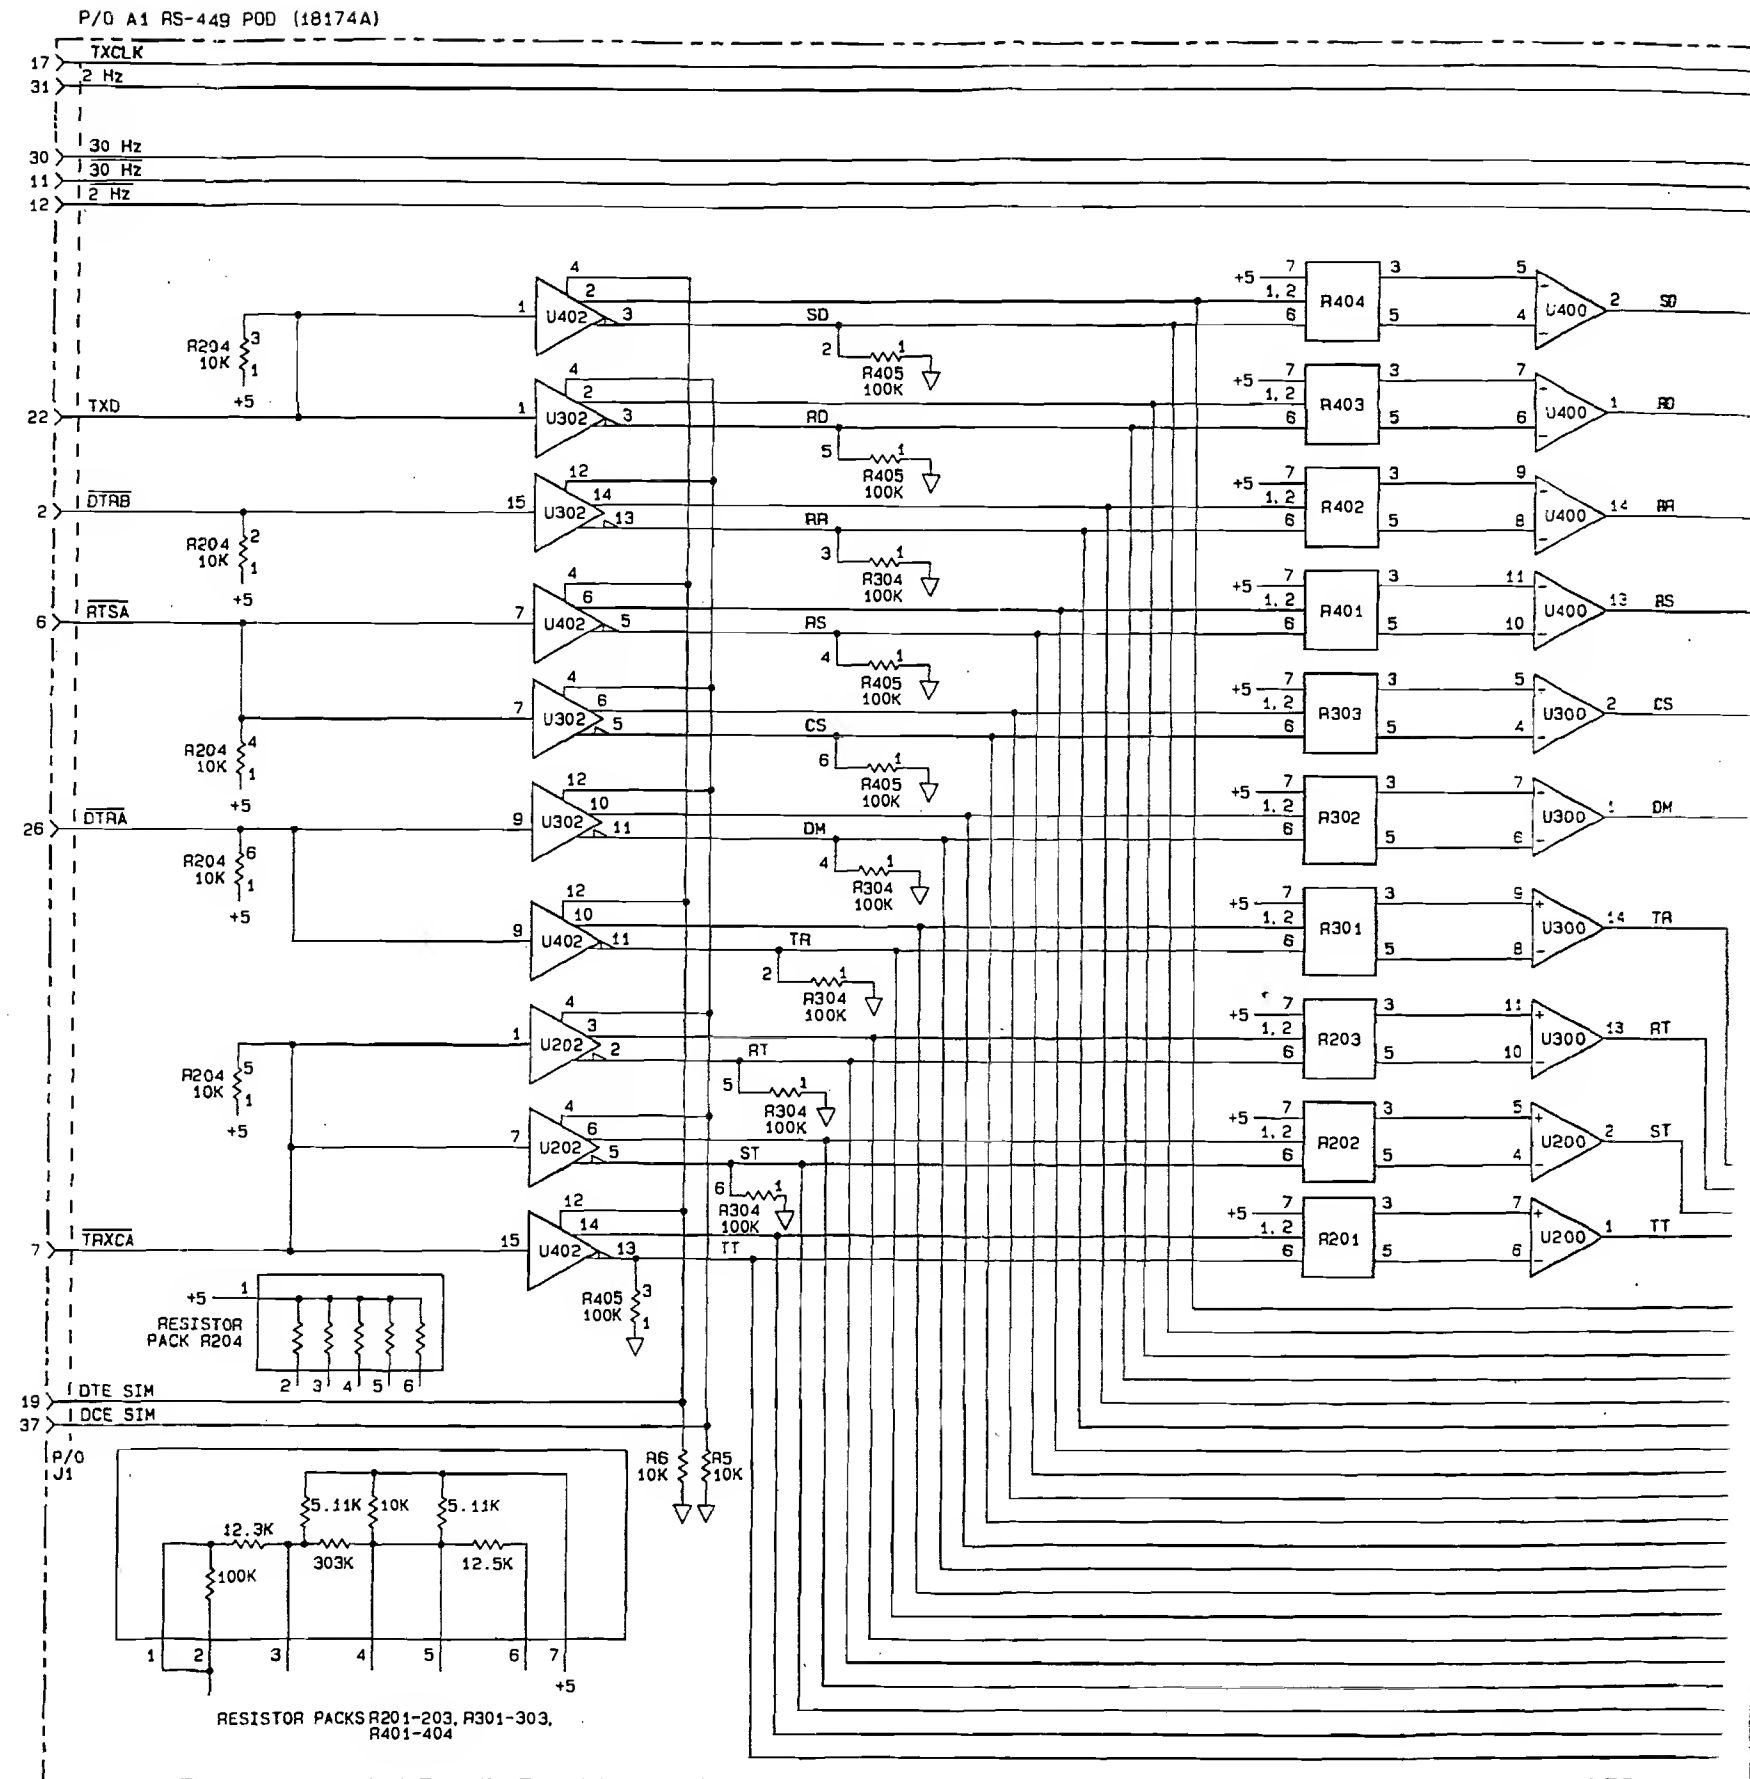 P/O A1 RS-449 POD (18174A)
17 TXCLK
31 2 Hz
30 30 Hz
11 30 Hz
12 2 Hz
4
1 U402 2 3 SD
+5 7 1, 2 6 R404 3 5
5 4 U400 2 SD
R204 10K 3 1 +5
2 1 R405 100K
22 TXD
4
1 U302 2 3 RD
+5 7 1, 2 6 R403 3 5
7 6 U400 1 RD
5 1 R405 100K
2 DTRB
12
15 U302 14 13 RR
+5 7 1, 2 6 R402 3 5
9 8 U400 14 RR
R204 10K 2 1 +5
3 1 R304 100K
6 RTSA
4
7 U402 6 5 RS
+5 7 1, 2 6 R401 3 5
11 10 U400 13 RS
4 1 R405 100K
4
7 U302 6 5 CS
+5 7 1, 2 6 R303 3 5
5 4 U300 2 CS
R204 10K 4 1 +5
6 1 R405 100K
26 DTRA
12
9 U302 10 11 DM
+5 7 1, 2 6 R302 3 5
7 6 U300 1 DM
R204 10K 6 1 +5
4 1 R304 100K
12
9 U402 10 11 TR
+5 7 1, 2 6 R301 3 5
9 8 U300 14 TR
2 1 R304 100K
4
1 U202 3 2 RT
+5 7 1, 2 6 R203 3 5
11 10 U300 13 RT
R204 10K 5 1 +5
5 1 R304 100K
4
7 U202 6 5 ST
+5 7 1, 2 6 R202 3 5
5 4 U200 2 ST
6 1 R304 100K
7 TRXCA
12
15 U402 14 13 TT
+5 7 1, 2 6 R201 3 5
7 6 U200 1 TT
R405 100K 3 1
+5 1
RESISTOR
PACK R204
2 3 4 5 6
19 DTE SIM
37 DCE SIM
P/O
J1
R6 10K
R5 10K
5.11K 10K 5.11K
12.3K 303K 12.5K
100K
1 2 3 4 5 6 7
+5
RESISTOR PACKS R201-203, R301-303,
R401-404